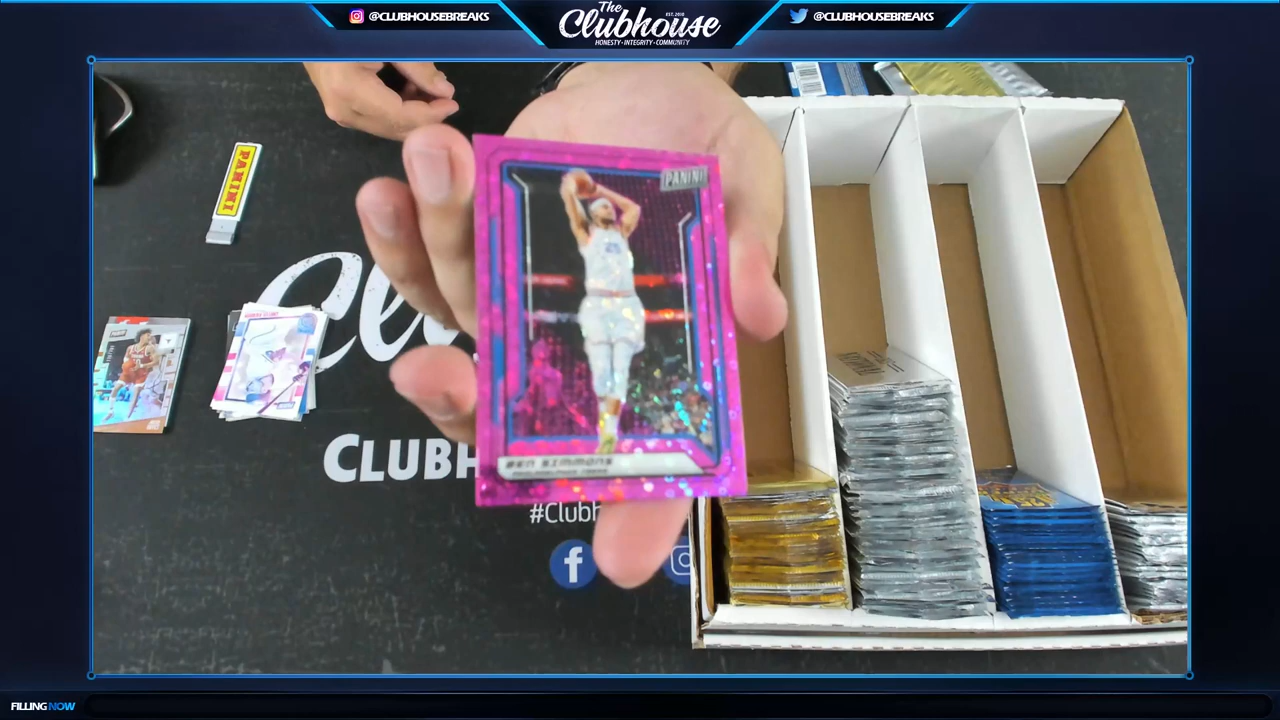 @CLUBHOUSEBREAKS
The
EST. 2018
Clubhouse
HONESTY • INTEGRITY • COMMUNITY
@CLUBHOUSEBREAKS
PANINI
PANINI
BEN SIMMONS
CLUBH
#Clubh
f
FILLING NOW